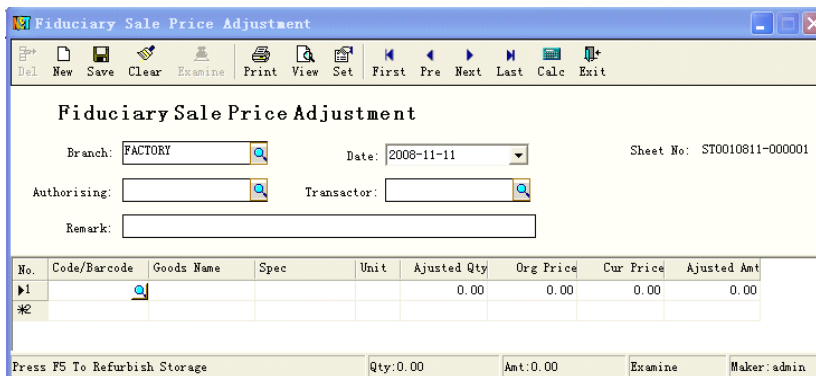 Fiduciary Sale Price Adjustment
Del New Save Clear Examine Print View Set First Pre Next Last Calc Exit
Fiduciary Sale Price Adjustment
Branch: FACTORY Date: 2008-11-11 Sheet No: ST0010811-000001
Authorising: Transactor:
Remark:
No. Code/Barcode Goods Name Spec Unit Ajusted Qty Org Price Cur Price Ajusted Amt
1 0.00 0.00 0.00 0.00
*2
Press F5 To Refurbish Storage Qty:0.00 Amt:0.00 Examine Maker:admin